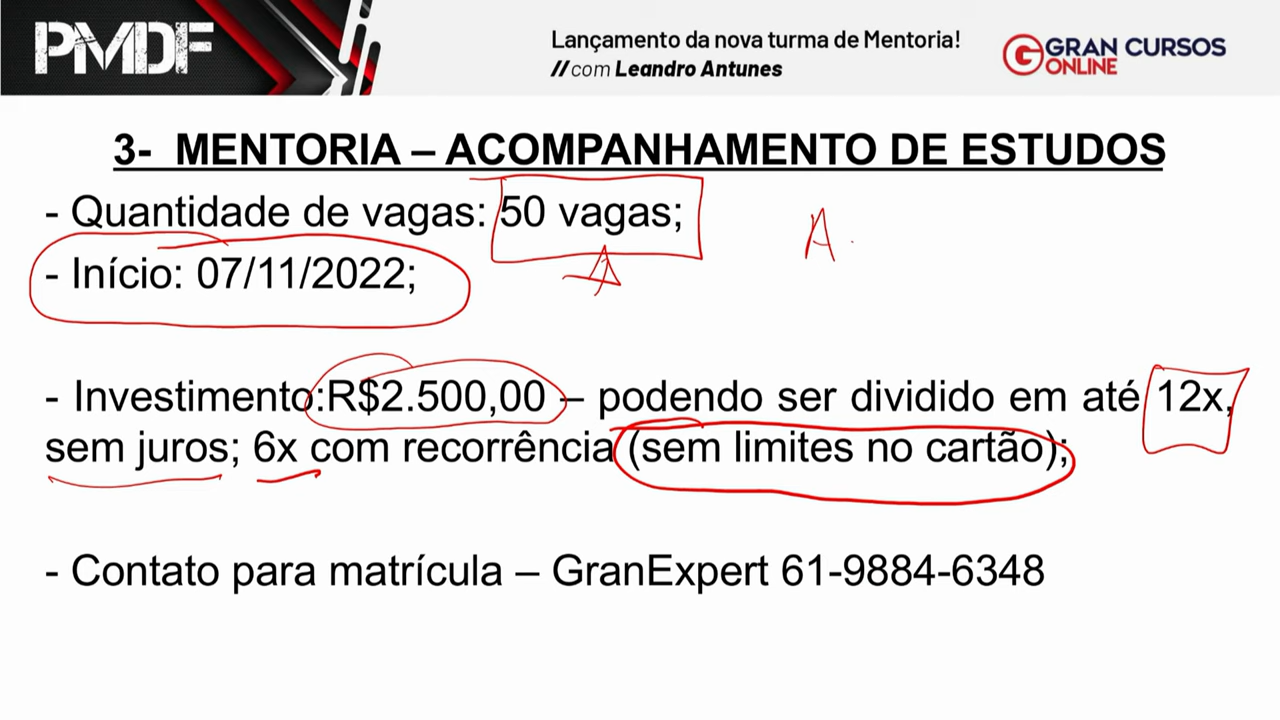 PMDF
Lançamento da nova turma de Mentoria!
// com Leandro Antunes
GRAN CURSOS
ONLINE
3- MENTORIA – ACOMPANHAMENTO DE ESTUDOS
- Quantidade de vagas: 50 vagas;
A
- Início: 07/11/2022;
- Investimento:R$2.500,00 – podendo ser dividido em até 12x,
sem juros; 6x com recorrência (sem limites no cartão);
- Contato para matrícula – GranExpert 61-9884-6348